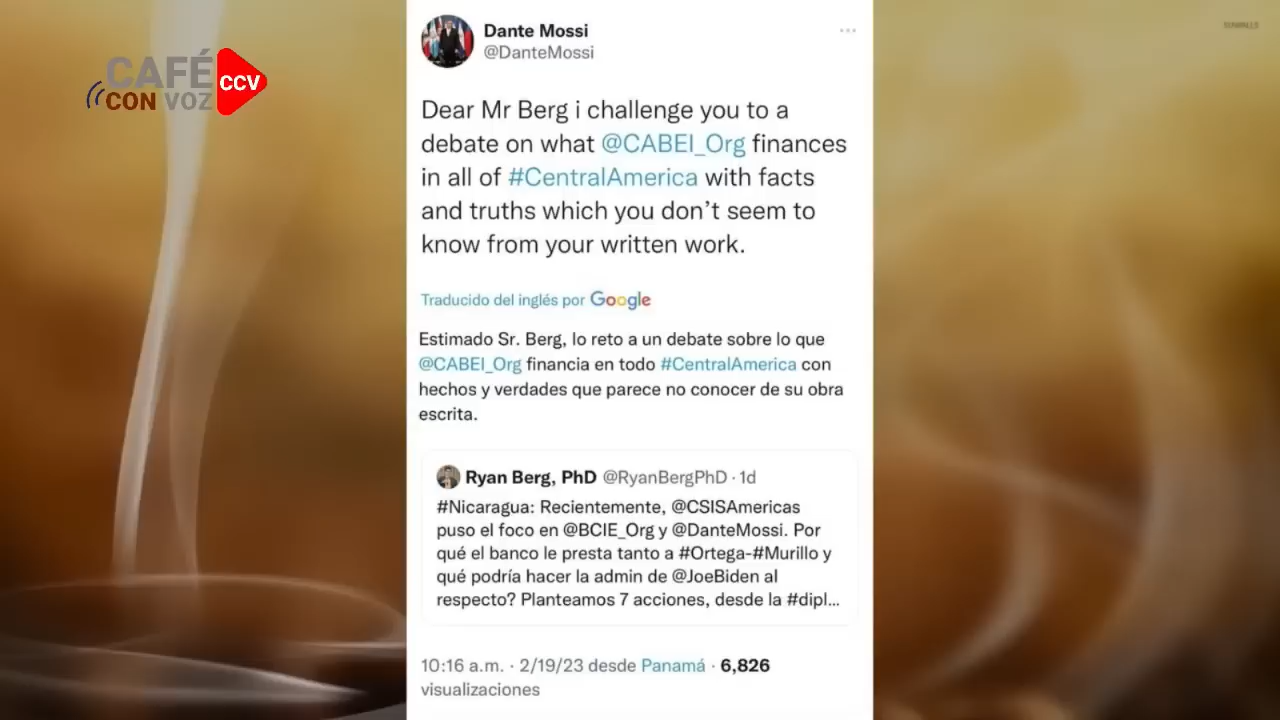 CAFÉ
CON VOZ
CCV
Dante Mossi
@DanteMossi
Dear Mr Berg i challenge you to a
debate on what @CABEI_Org finances
in all of #CentralAmerica with facts
and truths which you don’t seem to
know from your written work.
Traducido del inglés por Google
Estimado Sr. Berg, lo reto a un debate sobre lo que
@CABEI_Org financia en todo #CentralAmerica con
hechos y verdades que parece no conocer de su obra
escrita.
Ryan Berg, PhD @RyanBergPhD · 1d
#Nicaragua: Recientemente, @CSISAmericas
puso el foco en @BCIE_Org y @DanteMossi. Por
qué el banco le presta tanto a #Ortega-#Murillo y
qué podría hacer la admin de @JoeBiden al
respecto? Planteamos 7 acciones, desde la #dipl...
10:16 a.m. · 2/19/23 desde Panamá · 6,826
visualizaciones